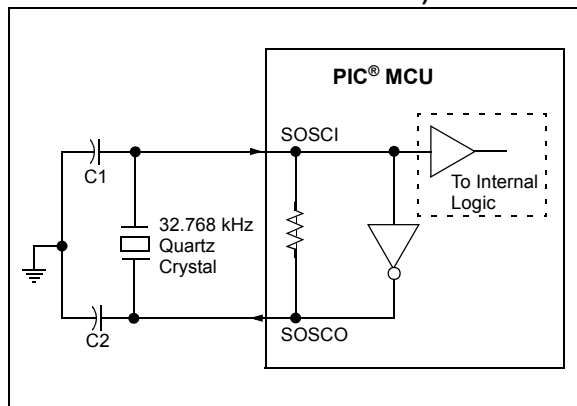 PIC® MCU
SOSCI
C1
To Internal
Logic
32.768 kHz
Quartz
Crystal
SOSCO
C2